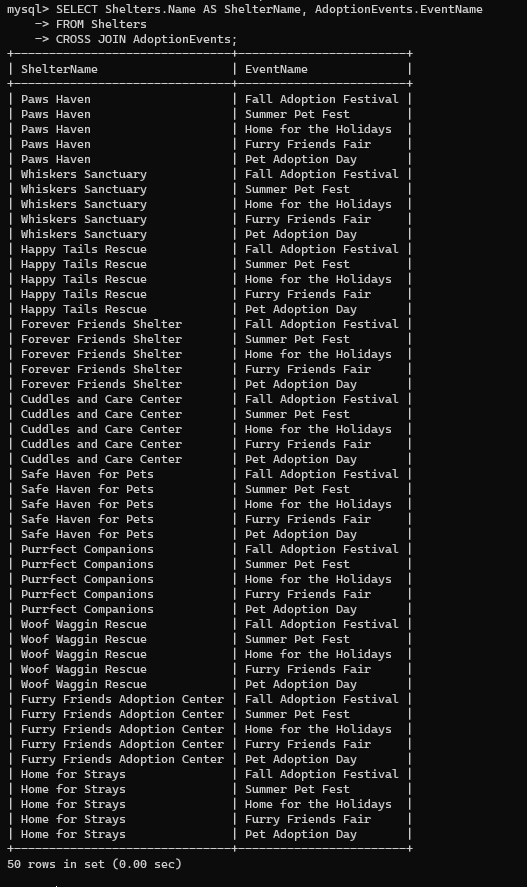 mysql> SELECT Shelters.Name AS ShelterName, AdoptionEvents.EventName
    -> FROM Shelters
    -> CROSS JOIN AdoptionEvents;
+-------------------------------+------------------------+
| ShelterName                   | EventName              |
+-------------------------------+------------------------+
| Paws Haven                    | Fall Adoption Festival |
| Paws Haven                    | Summer Pet Fest        |
| Paws Haven                    | Home for the Holidays  |
| Paws Haven                    | Furry Friends Fair     |
| Paws Haven                    | Pet Adoption Day       |
| Whiskers Sanctuary            | Fall Adoption Festival |
| Whiskers Sanctuary            | Summer Pet Fest        |
| Whiskers Sanctuary            | Home for the Holidays  |
| Whiskers Sanctuary            | Furry Friends Fair     |
| Whiskers Sanctuary            | Pet Adoption Day       |
| Happy Tails Rescue            | Fall Adoption Festival |
| Happy Tails Rescue            | Summer Pet Fest        |
| Happy Tails Rescue            | Home for the Holidays  |
| Happy Tails Rescue            | Furry Friends Fair     |
| Happy Tails Rescue            | Pet Adoption Day       |
| Forever Friends Shelter       | Fall Adoption Festival |
| Forever Friends Shelter       | Summer Pet Fest        |
| Forever Friends Shelter       | Home for the Holidays  |
| Forever Friends Shelter       | Furry Friends Fair     |
| Forever Friends Shelter       | Pet Adoption Day       |
| Cuddles and Care Center       | Fall Adoption Festival |
| Cuddles and Care Center       | Summer Pet Fest        |
| Cuddles and Care Center       | Home for the Holidays  |
| Cuddles and Care Center       | Furry Friends Fair     |
| Cuddles and Care Center       | Pet Adoption Day       |
| Safe Haven for Pets           | Fall Adoption Festival |
| Safe Haven for Pets           | Summer Pet Fest        |
| Safe Haven for Pets           | Home for the Holidays  |
| Safe Haven for Pets           | Furry Friends Fair     |
| Safe Haven for Pets           | Pet Adoption Day       |
| Purrfect Companions           | Fall Adoption Festival |
| Purrfect Companions           | Summer Pet Fest        |
| Purrfect Companions           | Home for the Holidays  |
| Purrfect Companions           | Furry Friends Fair     |
| Purrfect Companions           | Pet Adoption Day       |
| Woof Waggin Rescue            | Fall Adoption Festival |
| Woof Waggin Rescue            | Summer Pet Fest        |
| Woof Waggin Rescue            | Home for the Holidays  |
| Woof Waggin Rescue            | Furry Friends Fair     |
| Woof Waggin Rescue            | Pet Adoption Day       |
| Furry Friends Adoption Center | Fall Adoption Festival |
| Furry Friends Adoption Center | Summer Pet Fest        |
| Furry Friends Adoption Center | Home for the Holidays  |
| Furry Friends Adoption Center | Furry Friends Fair     |
| Furry Friends Adoption Center | Pet Adoption Day       |
| Home for Strays               | Fall Adoption Festival |
| Home for Strays               | Summer Pet Fest        |
| Home for Strays               | Home for the Holidays  |
| Home for Strays               | Furry Friends Fair     |
| Home for Strays               | Pet Adoption Day       |
+-------------------------------+------------------------+
50 rows in set (0.00 sec)